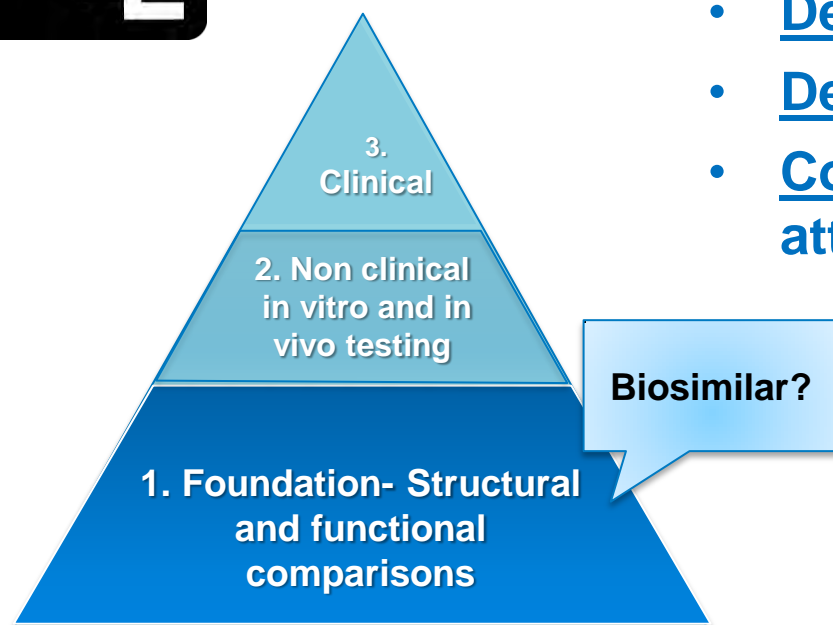 3.
Clinical
2. Non clinical
in vitro and in
vivo testing
Biosimilar?
1. Foundation- Structural
and functional
comparisons